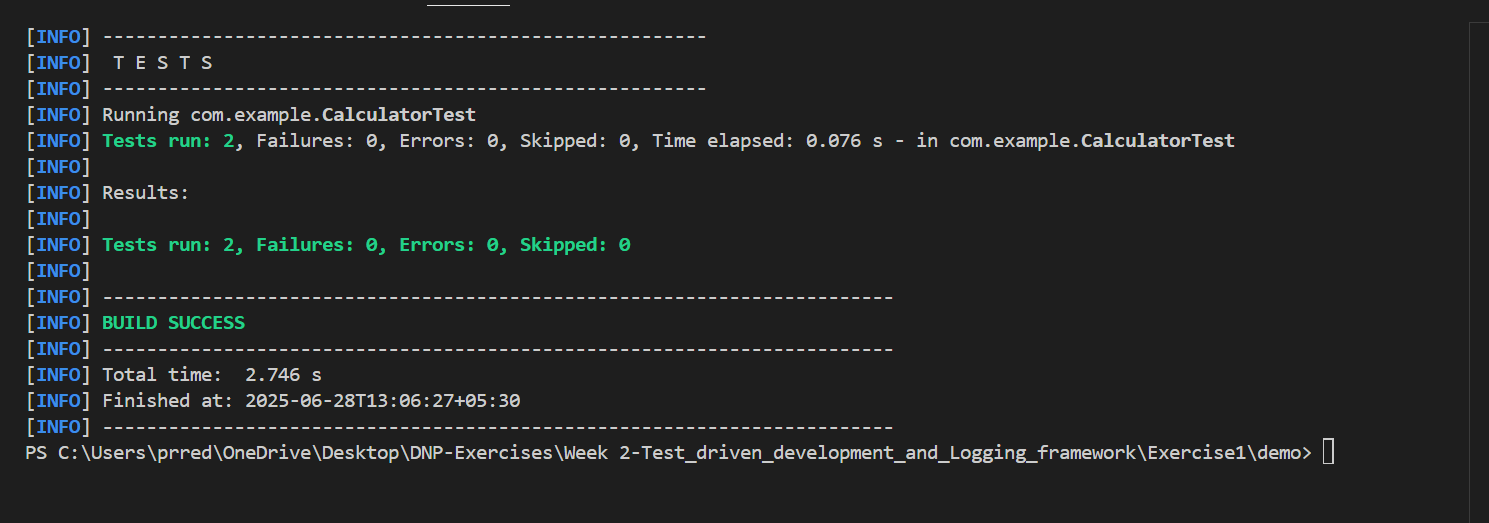 [INFO] -------------------------------------------------------
[INFO]  T E S T S
[INFO] -------------------------------------------------------
[INFO] Running com.example.CalculatorTest
[INFO] Tests run: 2, Failures: 0, Errors: 0, Skipped: 0, Time elapsed: 0.076 s - in com.example.CalculatorTest
[INFO]
[INFO] Results:
[INFO]
[INFO] Tests run: 2, Failures: 0, Errors: 0, Skipped: 0
[INFO]
[INFO] ------------------------------------------------------------------------
[INFO] BUILD SUCCESS
[INFO] ------------------------------------------------------------------------
[INFO] Total time:  2.746 s
[INFO] Finished at: 2025-06-28T13:06:27+05:30
[INFO] ------------------------------------------------------------------------
PS C:\Users\prred\OneDrive\Desktop\DNP-Exercises\Week 2-Test_driven_development_and_Logging_framework\Exercise1\demo>